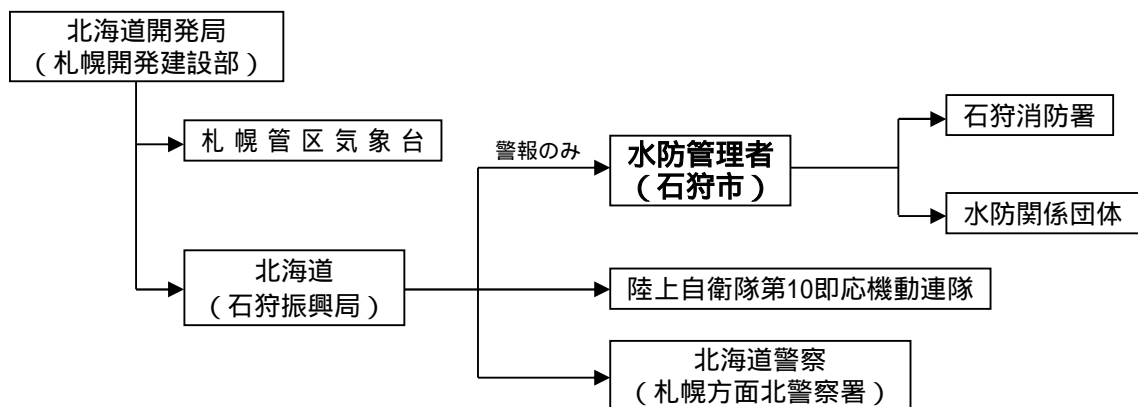 北海道開発局
（札幌開発建設部）
札幌管区気象台
北海道
（石狩振興局）
警報のみ
水防管理者
（石狩市）
石狩消防署
水防関係団体
陸上自衛隊第10即応機動連隊
北海道警察
（札幌方面北警察署）